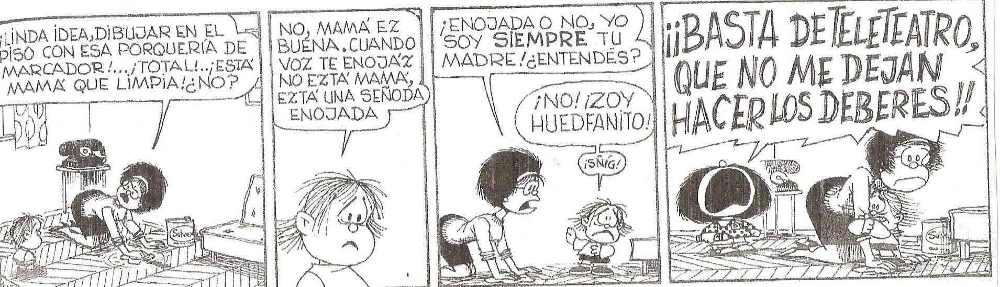 ¡LINDA IDEA, DIBUJAR EN EL
PISO CON ESA PORQUERÍA DE
MARCADOR!...¡TOTAL!..¡ESTÁ
MAMÁ QUE LIMPIA! ¿NO?
Solvex
NO, MAMÁ EZ
BUENA. CUANDO
VOZ TE ENOJÁZ
NO EZTÁ MAMÁ,
EZTÁ UNA SEÑODA
ENOJADA
¡ENOJADA O NO, YO
SOY SIEMPRE TU
MADRE! ¿ENTENDÉS?
¡NO! ¡ZOY
HUEDFANITO!
¡SÑÍG!
¡¡BASTA DE TELETEATRO,
QUE NO ME DEJAN
HACER LOS DEBERES!!